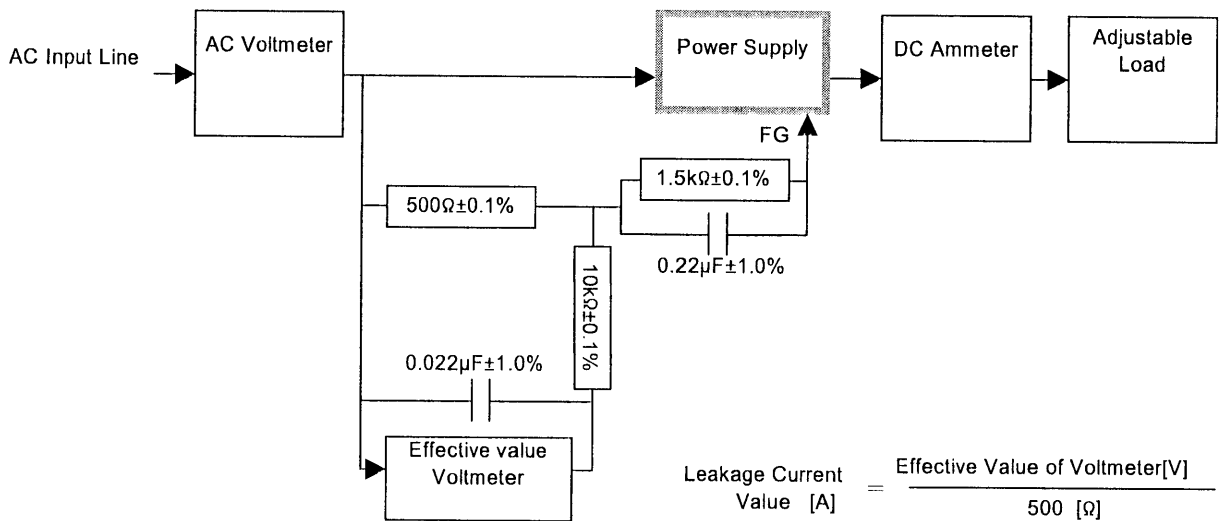 AC Input Line
AC Voltmeter
Power Supply
DC Ammeter
Adjustable
Load
FG
1.5kΩ±0.1%
500Ω±0.1%
0.22µF±1.0%
10kΩ±0.1%
0.022µF±1.0%
Effective value
Voltmeter
Leakage Current
Value [A]
=
Effective Value of Voltmeter[V]
500 [Ω]